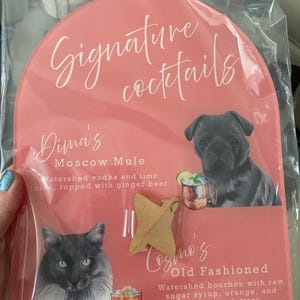 Signature
cocktails
Dima's
Moscow Mule
Watershed vodka and lime
juice, topped with ginger beer
Cosmo's
Old Fashioned
Watershed bourbon with raw
sugar syrup, orange, and